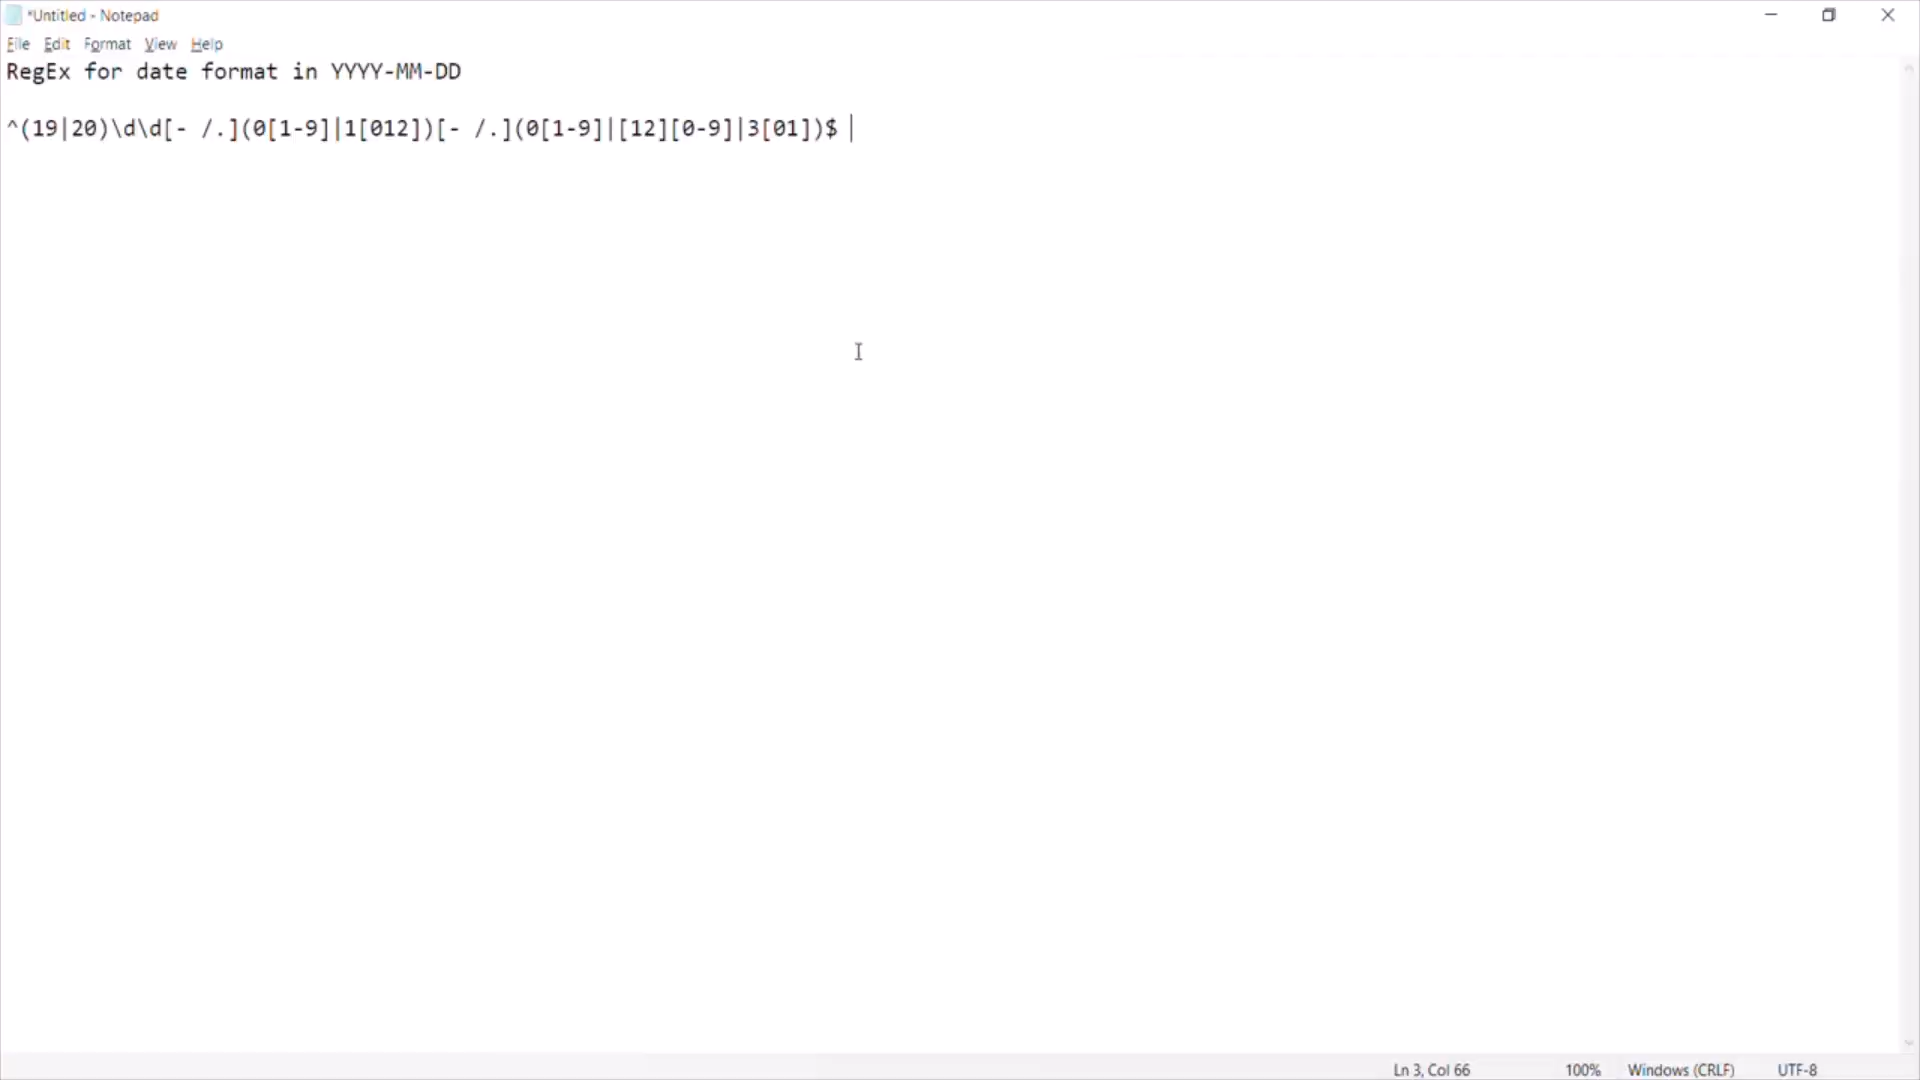 *Untitled - Notepad
File Edit Format View Help
RegEx for date format in YYYY-MM-DD
^(19|20)\d\d[- /.](0[1-9]|1[012])[- /.](0[1-9]|[12][0-9]|3[01])$
Ln 3, Col 66 100% Windows (CRLF) UTF-8